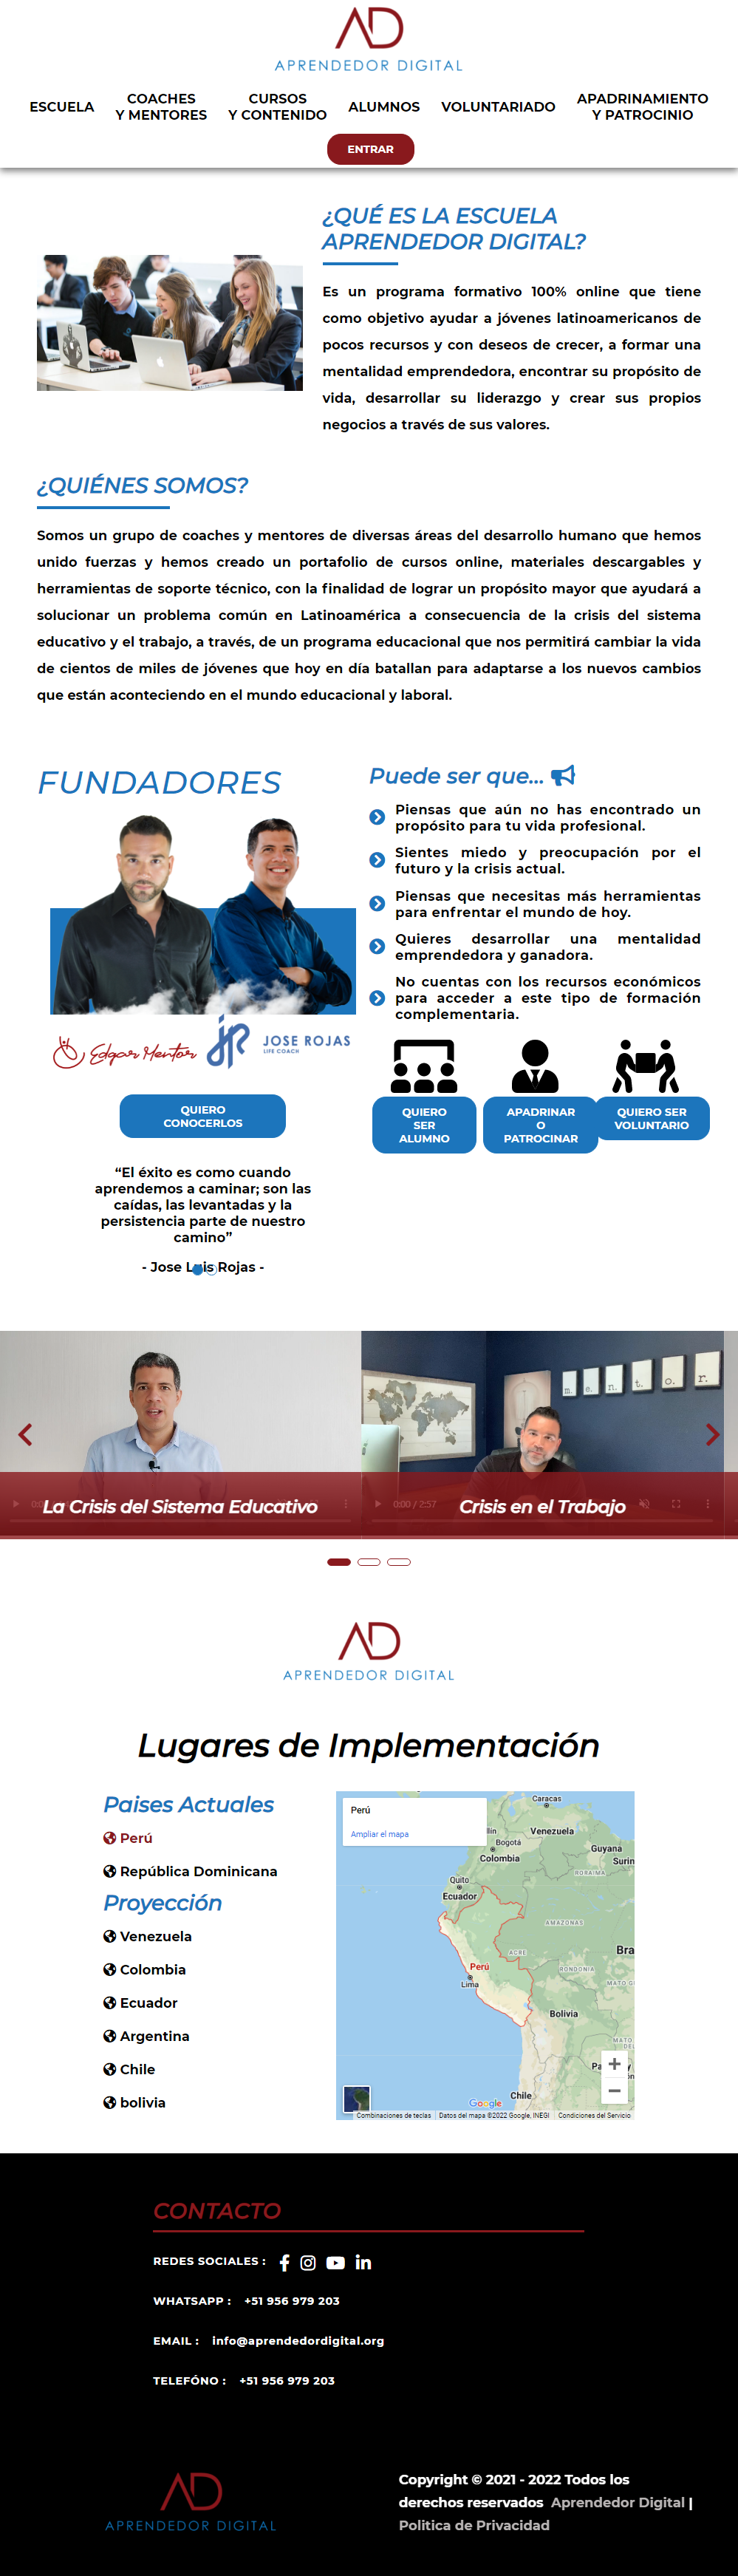 AD
APRENDEDOR DIGITAL
ESCUELA
COACHES
Y MENTORES
CURSOS
Y CONTENIDO
ALUMNOS
VOLUNTARIADO
APADRINAMIENTO
Y PATROCINIO
ENTRAR
¿QUÉ ES LA ESCUELA
APRENDEDOR DIGITAL?
Es un programa formativo 100% online que tiene
como objetivo ayudar a jóvenes latinoamericanos de
pocos recursos y con deseos de crecer, a formar una
mentalidad emprendedora, encontrar su propósito de
vida, desarrollar su liderazgo y crear sus propios
negocios a través de sus valores.
¿QUIÉNES SOMOS?
Somos un grupo de coaches y mentores de diversas áreas del desarrollo humano que hemos
unido fuerzas y hemos creado un portafolio de cursos online, materiales descargables y
herramientas de soporte técnico, con la finalidad de lograr un propósito mayor que ayudará a
solucionar un problema común en Latinoamérica a consecuencia de la crisis del sistema
educativo y el trabajo, a través, de un programa educacional que nos permitirá cambiar la vida
de cientos de miles de jóvenes que hoy en día batallan para adaptarse a los nuevos cambios
que están aconteciendo en el mundo educacional y laboral.
FUNDADORES
Edgar Mentor
JR
JOSE ROJAS
LIFE COACH
QUIERO
CONOCERLOS
“El éxito es como cuando
aprendemos a caminar; son las
caídas, las levantadas y la
persistencia parte de nuestro
camino”
- Jose Luis Rojas -
Puede ser que...
Piensas que aún no has encontrado un
propósito para tu vida profesional.
Sientes miedo y preocupación por el
futuro y la crisis actual.
Piensas que necesitas más herramientas
para enfrentar el mundo de hoy.
Quieres desarrollar una mentalidad
emprendedora y ganadora.
No cuentas con los recursos económicos
para acceder a este tipo de formación
complementaria.
QUIERO
SER
ALUMNO
APADRINAR
O
PATROCINAR
QUIERO SER
VOLUNTARIO
m. e. n. t. o. r.
La Crisis del Sistema Educativo
0:00 / 2:57
Crisis en el Trabajo
AD
APRENDEDOR DIGITAL
Lugares de Implementación
Paises Actuales
Perú
República Dominicana
Proyección
Venezuela
Colombia
Ecuador
Argentina
Chile
bolivia
Perú
Ampliar el mapa
Caracas
Venezuela
Bogotá
Colombia
Guyana
Surin
RORAIMA
Quito
Ecuador
AMAZONAS
Bra
ACRE
RONDONIA
Perú
Lima
MATO G
Bolivia
MATO
DEL
Chile
Google
Combinaciones de teclas
Datos del mapa ©2022 Google, INEGI
Condiciones del Servicio
CONTACTO
REDES SOCIALES :
WHATSAPP : +51 956 979 203
EMAIL : info@aprendedordigital.org
TELEFÓNO : +51 956 979 203
AD
APRENDEDOR DIGITAL
Copyright © 2021 - 2022 Todos los
derechos reservados Aprendedor Digital |
Politica de Privacidad